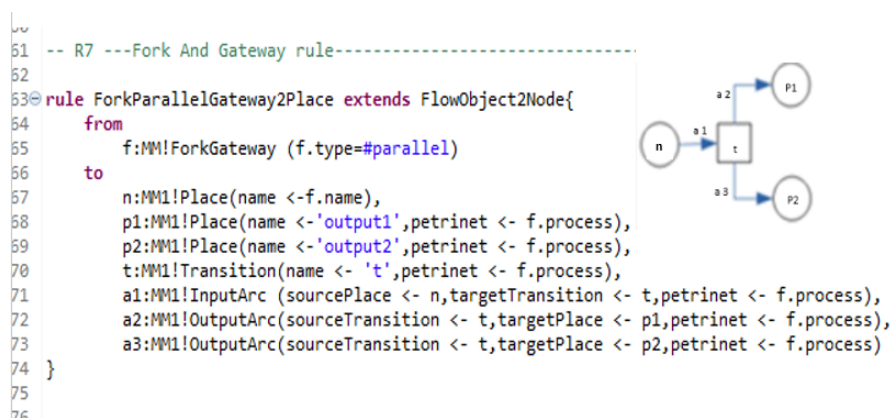 61 -- R7 ---Fork And Gateway rule----------------------------------
62
63 rule ForkParallelGateway2Place extends FlowObject2Node{
64 from
65 f:MM!ForkGateway (f.type=#parallel)
66 to
67 n:MM1!Place(name <-f.name),
68 p1:MM1!Place(name <-'output1',petrinet <- f.process),
69 p2:MM1!Place(name <-'output2',petrinet <- f.process),
70 t:MM1!Transition(name <- 't',petrinet <- f.process),
71 a1:MM1!InputArc (sourcePlace <- n,targetTransition <- t,petrinet <- f.process),
72 a2:MM1!OutputArc(sourceTransition <- t,targetPlace <- p1,petrinet <- f.process),
73 a3:MM1!OutputArc(sourceTransition <- t,targetPlace <- p2,petrinet <- f.process)
74 }
75
P1
a 2
a 1
n
t
a 3
P2